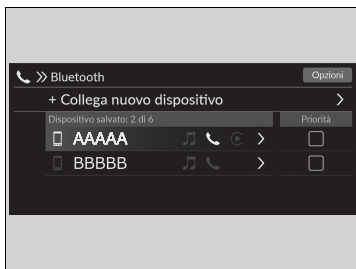 Bluetooth
Opzioni
+ Collega nuovo dispositivo
Dispositivo salvato: 2 di 6
Priorità
AAAAA
BBBBB